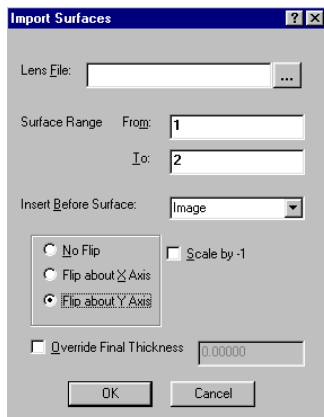 Import Surfaces
Lens File:
...
Surface Range From: 1
To: 2
Insert Before Surface: Image
No Flip
Scale by -1
Flip about X Axis
Flip about Y Axis
Override Final Thickness 0.00000
OK Cancel